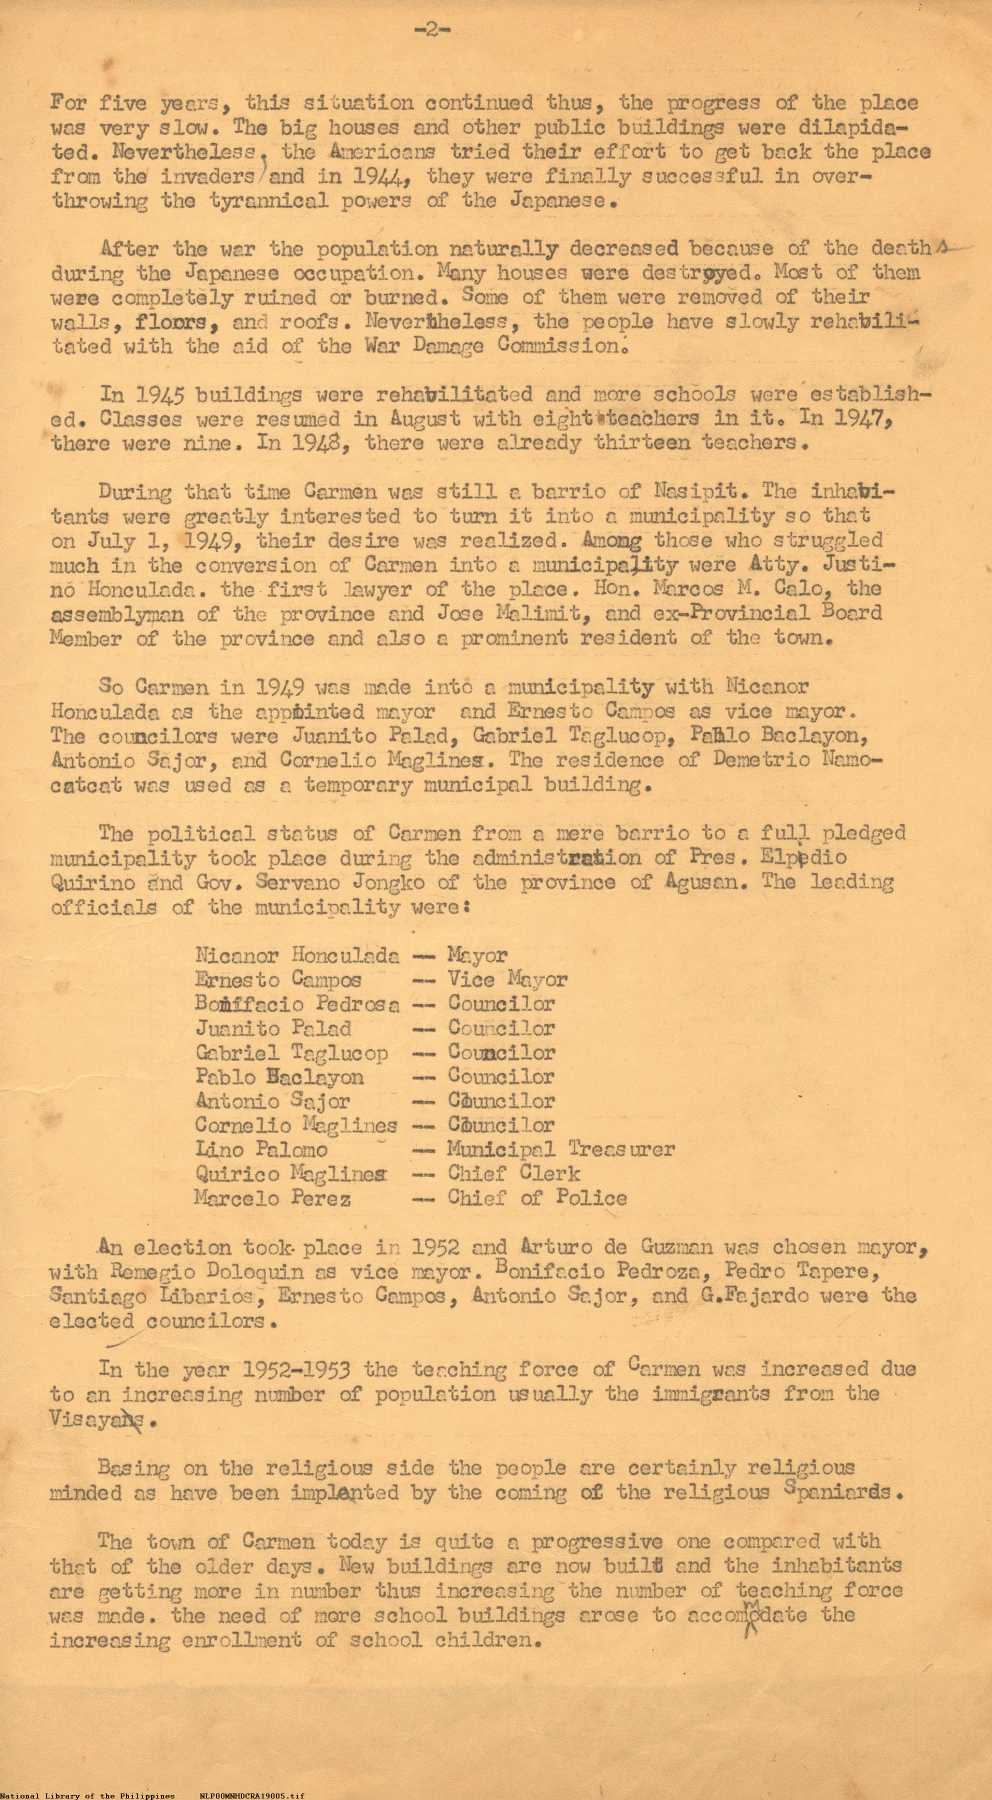 -2-
For five years, this situation continued thus, the progress of the place
was very slow. The big houses and other public buildings were dilapida-
ted. Nevertheless, the Americans tried their effort to get back the place
from the invaders/and in 1944, they were finally successful in over-
throwing the tyrannical powers of the Japanese.
After the war the population naturally decreased because of the deaths
during the Japanese occupation. Many houses were destroyed. Most of them
were completely ruined or burned. Some of them were removed of their
walls, floors, and roofs. Nevertheless, the people have slowly rehabili-
tated with the aid of the War Damage Commission.
In 1945 buildings were rehabilitated and more schools were establish-
ed. Classes were resumed in August with eight teachers in it. In 1947,
there were nine. In 1948, there were already thirteen teachers.
During that time Carmen was still a barrio of Nasipit. The inhabi-
tants were greatly interested to turn it into a municipality so that
on July 1, 1949, their desire was realized. Among those who struggled
much in the conversion of Carmen into a municipality were Atty. Justi-
no Honculada. the first lawyer of the place. Hon. Marcos M. Calo, the
assemblyman of the province and Jose Malimit, and ex-Provincial Board
Member of the province and also a prominent resident of the town.
So Carmen in 1949 was made into a municipality with Nicanor
Honculada as the appointed mayor and Ernesto Campos as vice mayor.
The councilors were Juanito Palad, Gabriel Taglucop, Pablo Baclayon,
Antonio Sajor, and Cornelio Maglines. The residence of Demetrio Namo-
catcat was used as a temporary municipal building.
The political status of Carmen from a mere barrio to a full pledged
municipality took place during the administration of Pres. Elpidio
Quirino and Gov. Servano Jongko of the province of Agusan. The leading
officials of the municipality were:
Nicanor Honculada -- Mayor
Ernesto Campos -- Vice Mayor
Boniffacio Pedrosa -- Councilor
Juanito Palad -- Councilor
Gabriel Taglucop -- Councilor
Pablo Baclayon -- Councilor
Antonio Sajor -- Councilor
Cornelio Maglines -- Councilor
Lino Palomo -- Municipal Treasurer
Quirico Maglines -- Chief Clerk
Marcelo Perez -- Chief of Police
An election took place in 1952 and Arturo de Guzman was chosen mayor,
with Remegio Doloquin as vice mayor. Bonifacio Pedroza, Pedro Tapere,
Santiago Libarios, Ernesto Campos, Antonio Sajor, and G.Fajardo were the
elected councilors.
In the year 1952-1953 the teaching force of Carmen was increased due
to an increasing number of population usually the immigrants from the
Visayas.
Basing on the religious side the people are certainly religious
minded as have been implanted by the coming of the religious Spaniards.
The town of Carmen today is quite a progressive one compared with
that of the older days. New buildings are now built and the inhabitants
are getting more in number thus increasing the number of teaching force
was made. the need of more school buildings arose to accommodate the
increasing enrollment of school children.
National Library of the Philippines NLP00MNHDCRA19005.tif